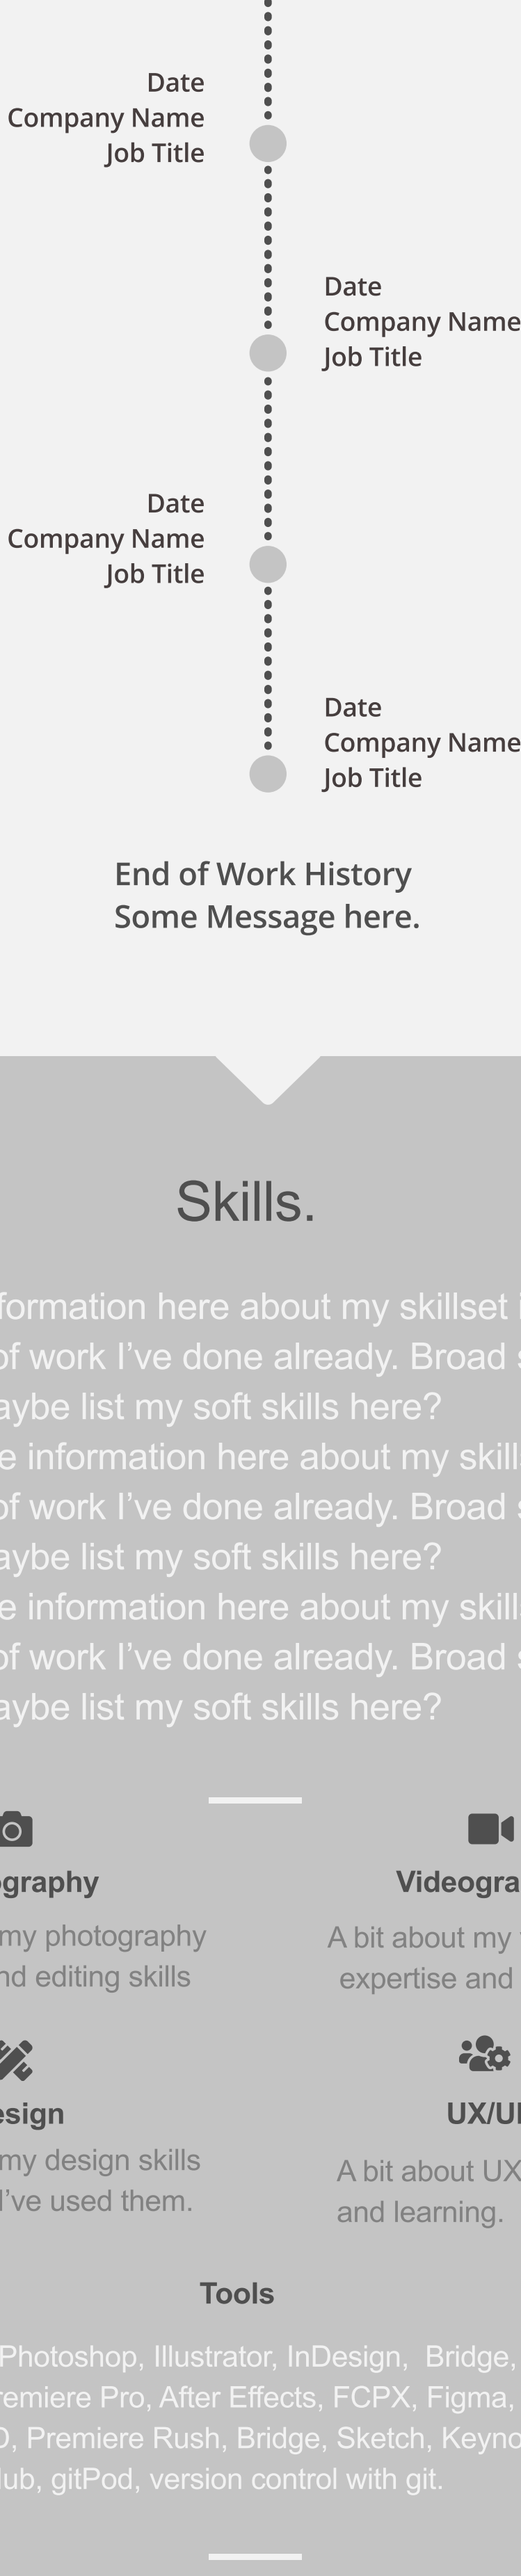 Date
Company Name
Job Title
Date
Company Name
Job Title
Date
Company Name
Job Title
Date
Company Name
Job Title
End of Work History
Some Message here.
Skills.
formation here about my skillset
of work I’ve done already. Broad
aybe list my soft skills here?
e information here about my skill
of work I’ve done already. Broad
aybe list my soft skills here?
e information here about my skill
of work I’ve done already. Broad
aybe list my soft skills here?
ography
my photography
nd editing skills
Videogra
A bit about my
expertise and
esign
my design skills
I’ve used them.
UX/UI
A bit about UX
and learning.
Tools
Photoshop, Illustrator, InDesign, Bridge,
remiere Pro, After Effects, FCPX, Figma,
D, Premiere Rush, Bridge, Sketch, Keyno
Hub, gitPod, version control with git.